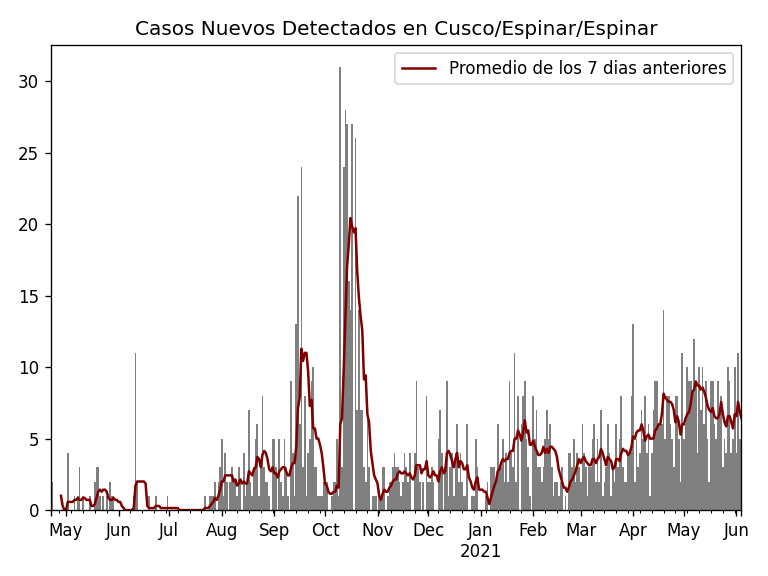 Casos Nuevos Detectados en Cusco/Espinar/Espinar
Promedio de los 7 dias anteriores
30
25
20
15
10
5
0
May Jun Jul Aug Sep Oct Nov Dec Jan Feb Mar Apr May Jun
2021